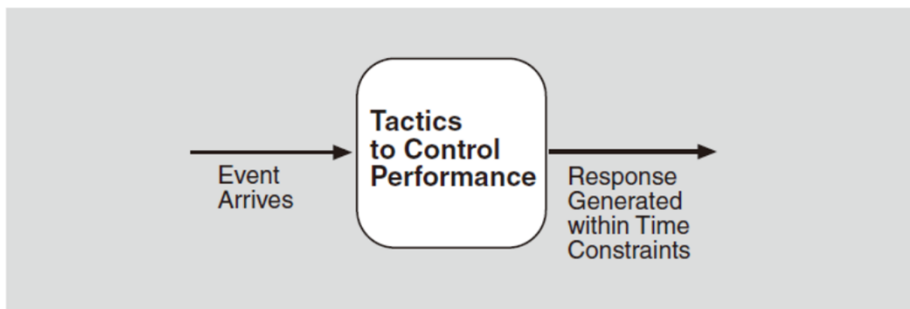 Tactics
to Control
Performance
Event
Arrives
Response
Generated
within Time
Constraints